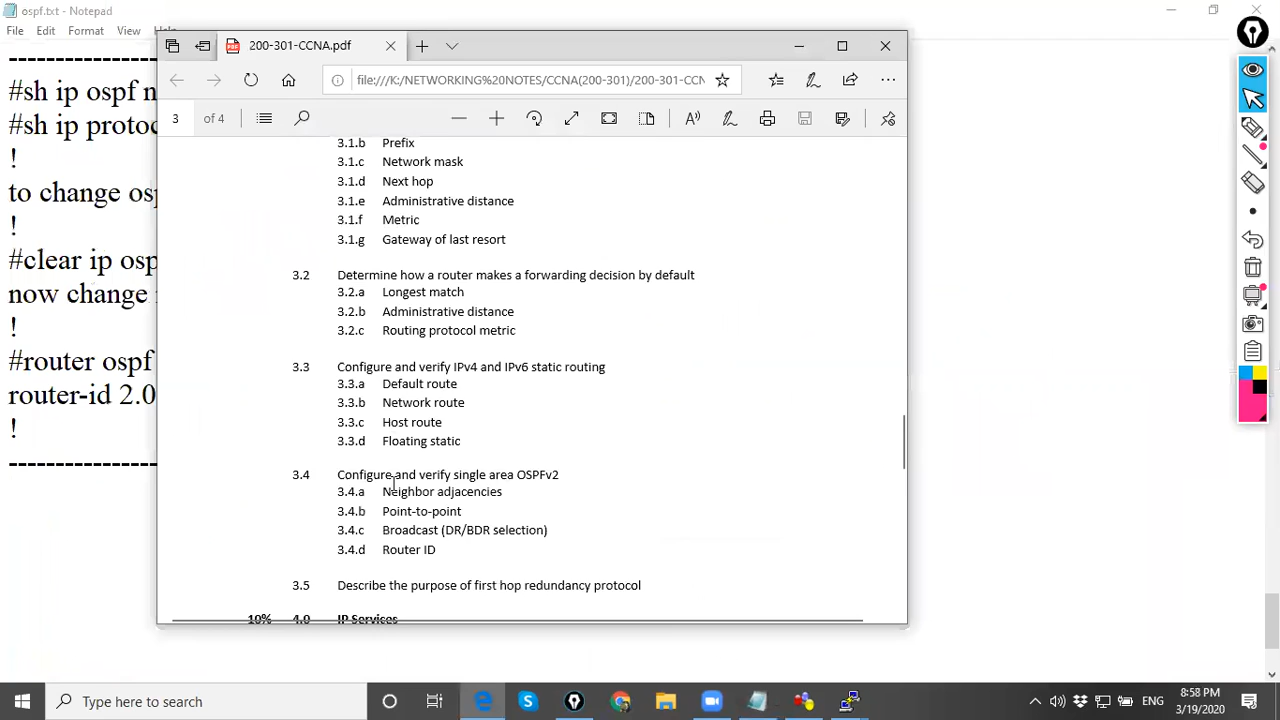 ospf.txt - Notepad
File Edit Format View Help
#sh ip ospf n
#sh ip protoc
!
to change osp
!
#clear ip osp
now change
!
#router ospf
router-id 2.0
!
200-301-CCNA.pdf
file:///K:/NETWORKING%20NOTES/CCNA(200-301)/200-301-CCN
3 of 4
3.1.b Prefix
3.1.c Network mask
3.1.d Next hop
3.1.e Administrative distance
3.1.f Metric
3.1.g Gateway of last resort
3.2 Determine how a router makes a forwarding decision by default
3.2.a Longest match
3.2.b Administrative distance
3.2.c Routing protocol metric
3.3 Configure and verify IPv4 and IPv6 static routing
3.3.a Default route
3.3.b Network route
3.3.c Host route
3.3.d Floating static
3.4 Configure and verify single area OSPFv2
3.4.a Neighbor adjacencies
3.4.b Point-to-point
3.4.c Broadcast (DR/BDR selection)
3.4.d Router ID
3.5 Describe the purpose of first hop redundancy protocol
10% 4.0 IP Services
Type here to search
ENG
8:58 PM
3/19/2020